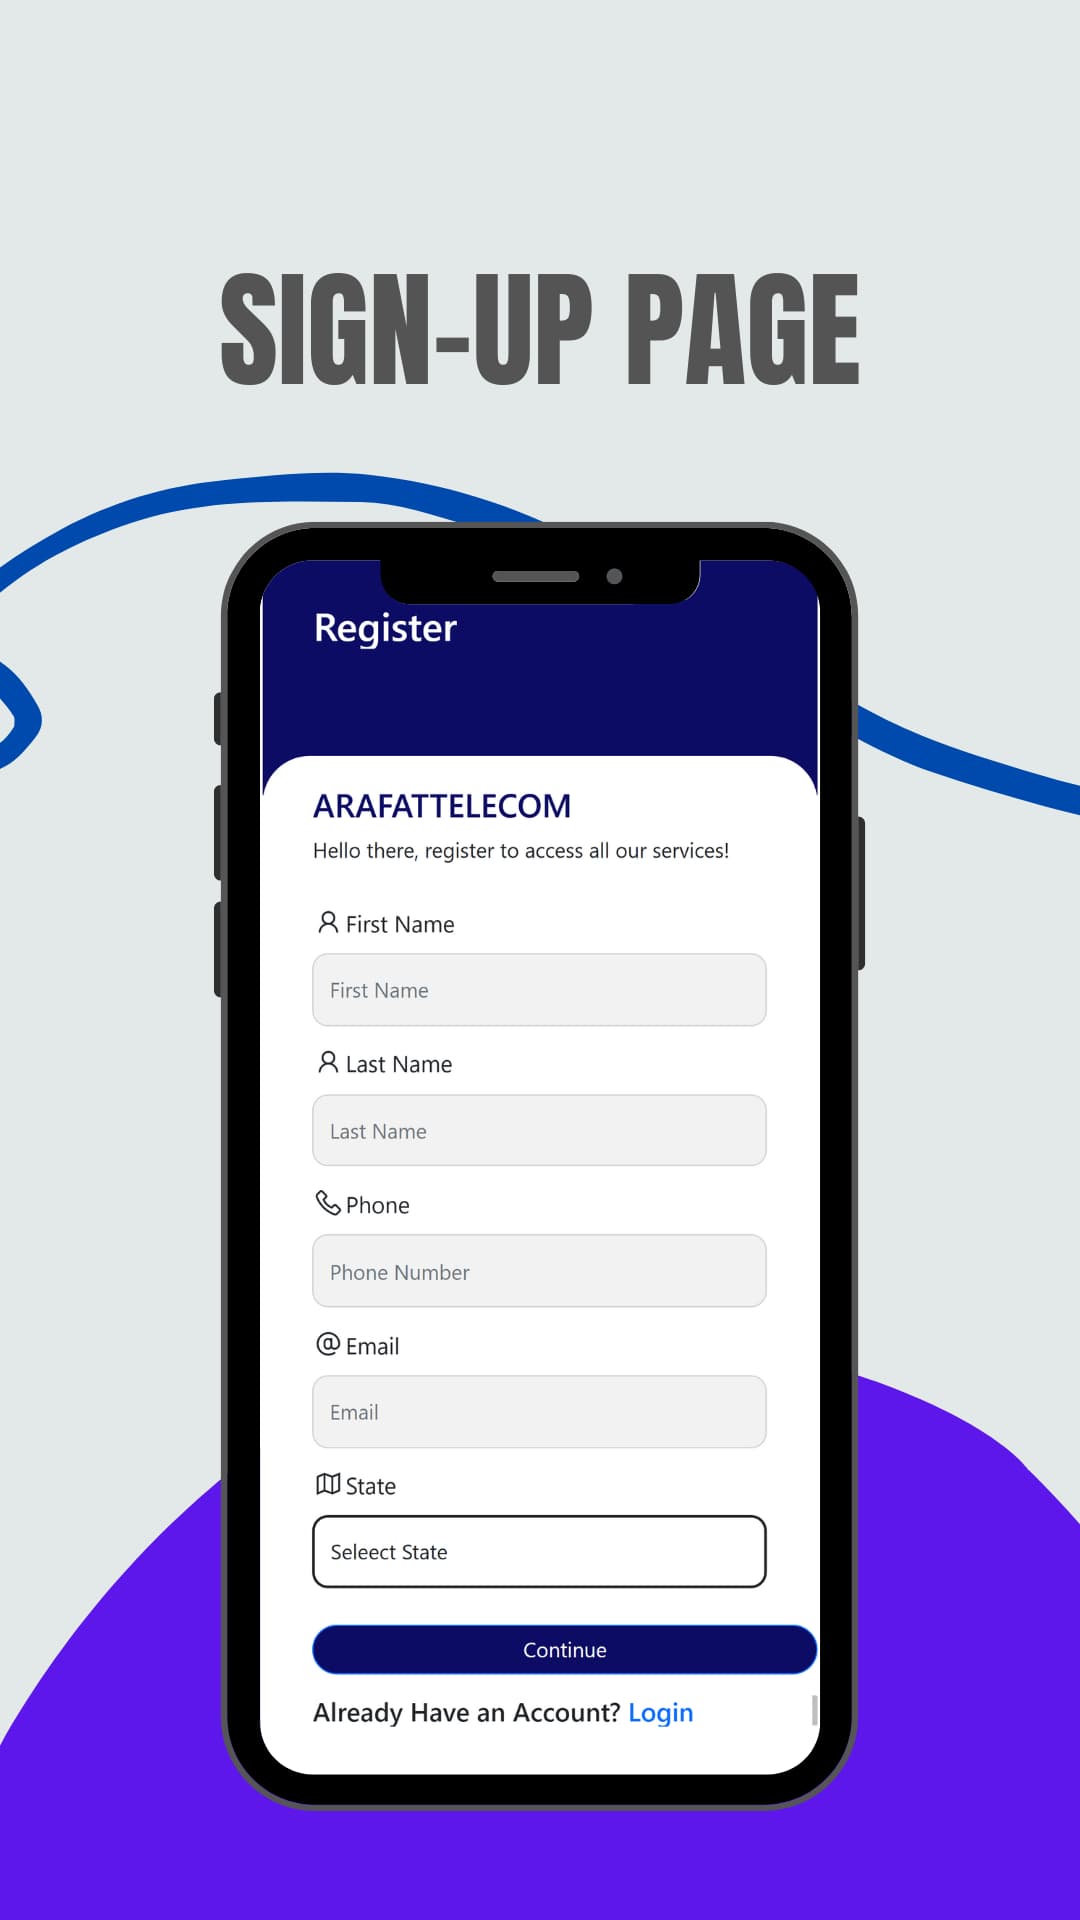 SIGN-UP PAGE
Register
ARAFATTELECOM
Hello there, register to access all our services!
First Name
First Name
Last Name
Last Name
Phone
Phone Number
@ Email
Email
State
Seleect State
Continue
Already Have an Account? Login